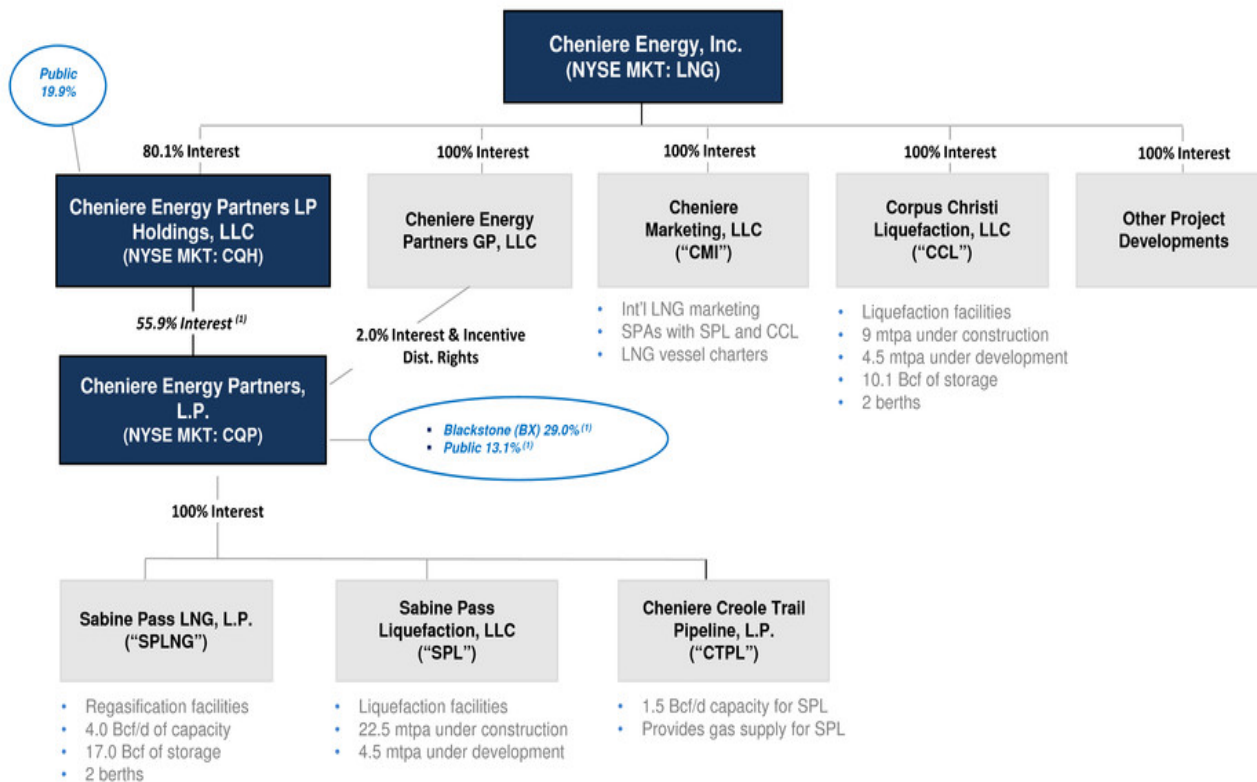 Cheniere Energy, Inc.
(NYSE MKT: LNG)
Public
19.9%
80.1% Interest
100% Interest
100% Interest
100% Interest
100% Interest
Cheniere Energy Partners LP
Holdings, LLC
(NYSE MKT: CQH)
Cheniere Energy
Partners GP, LLC
Cheniere
Marketing, LLC
(“CMI”)
Corpus Christi
Liquefaction, LLC
(“CCL”)
Other Project
Developments
• Int’l LNG marketing
• SPAs with SPL and CCL
• LNG vessel charters
• Liquefaction facilities
• 9 mtpa under construction
• 4.5 mtpa under development
• 10.1 Bcf of storage
• 2 berths
55.9% Interest (1)
2.0% Interest & Incentive
Dist. Rights
Cheniere Energy Partners,
L.P.
(NYSE MKT: CQP)
▪ Blackstone (BX) 29.0% (1)
▪ Public 13.1% (1)
100% Interest
Sabine Pass LNG, L.P.
(“SPLNG”)
Sabine Pass
Liquefaction, LLC
(“SPL”)
Cheniere Creole Trail
Pipeline, L.P.
(“CTPL”)
• Regasification facilities
• 4.0 Bcf/d of capacity
• 17.0 Bcf of storage
• 2 berths
• Liquefaction facilities
• 22.5 mtpa under construction
• 4.5 mtpa under development
• 1.5 Bcf/d capacity for SPL
• Provides gas supply for SPL